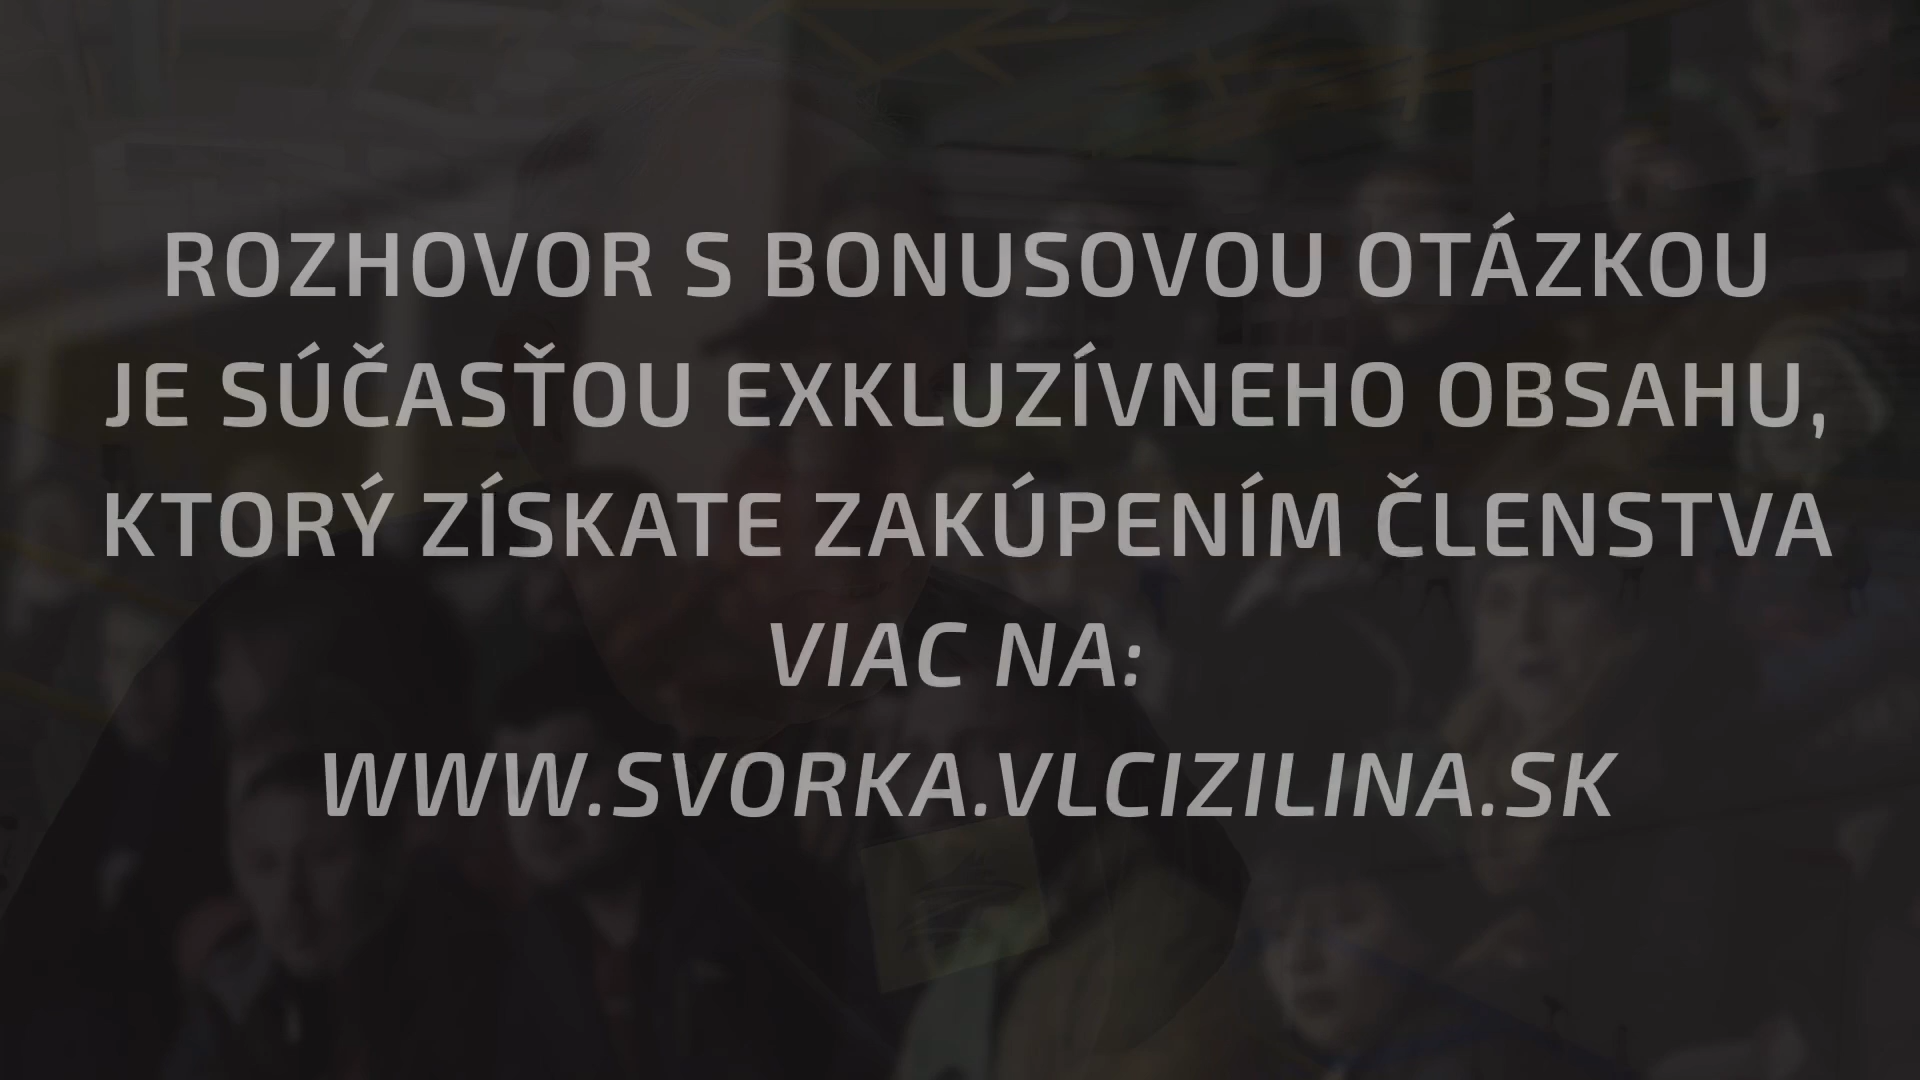 ROZHOVOR S BONUSOVOU OTÁZKOU
JE SÚČASŤOU EXKLUZÍVNEHO OBSAHU,
KTORÝ ZÍSKATE ZAKÚPENÍM ČLENSTVA
VIAC NA:
WWW.SVORKA.VLCIZILINA.SK